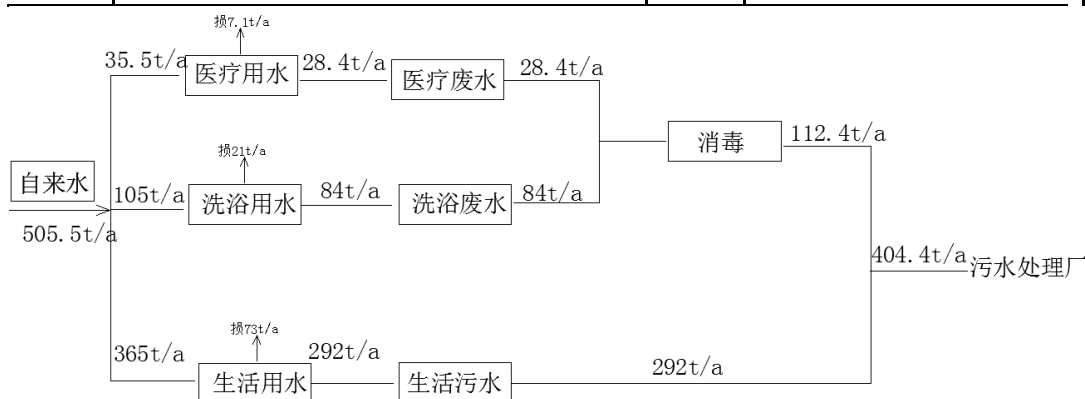 损7.1t/a
35.5t/a
医疗用水
28.4t/a
医疗废水
28.4t/a
消毒
112.4t/a
损21t/a
自来水
505.5t/a
105t/a
洗浴用水
84t/a
洗浴废水
84t/a
404.4t/a
污水处理厂
损73t/a
365t/a
生活用水
292t/a
生活污水
292t/a